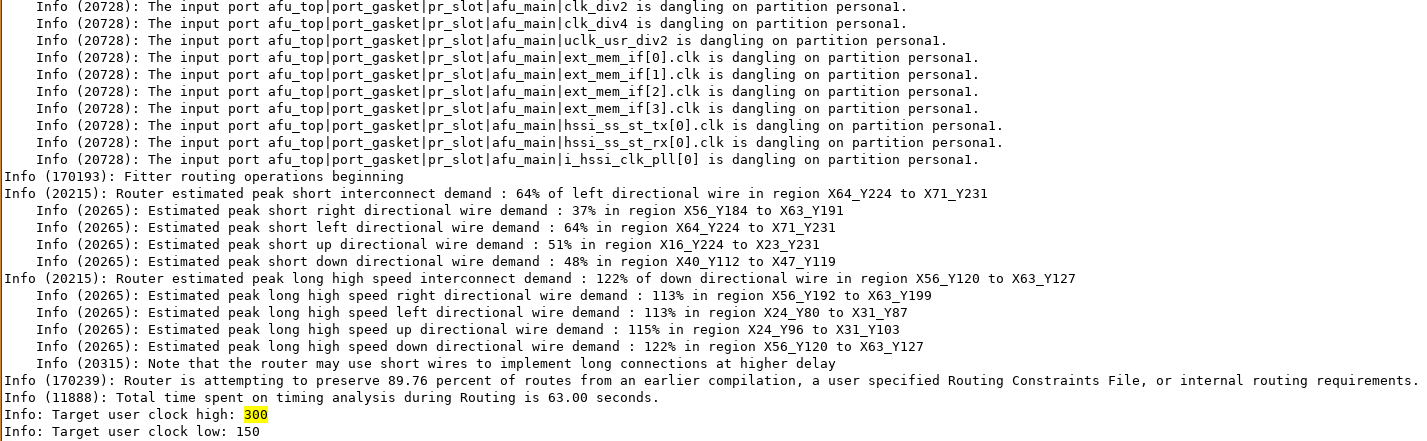 Info (20728): The input port afu_top|port_gasket|pr_slot|afu_main|clk_div2 is dangling on partition persona1.
Info (20728): The input port afu_top|port_gasket|pr_slot|afu_main|clk_div4 is dangling on partition persona1.
Info (20728): The input port afu_top|port_gasket|pr_slot|afu_main|uclk_usr_div2 is dangling on partition persona1.
Info (20728): The input port afu_top|port_gasket|pr_slot|afu_main|ext_mem_if[0].clk is dangling on partition persona1.
Info (20728): The input port afu_top|port_gasket|pr_slot|afu_main|ext_mem_if[1].clk is dangling on partition persona1.
Info (20728): The input port afu_top|port_gasket|pr_slot|afu_main|ext_mem_if[2].clk is dangling on partition persona1.
Info (20728): The input port afu_top|port_gasket|pr_slot|afu_main|ext_mem_if[3].clk is dangling on partition persona1.
Info (20728): The input port afu_top|port_gasket|pr_slot|afu_main|hssi_ss_st_tx[0].clk is dangling on partition persona1.
Info (20728): The input port afu_top|port_gasket|pr_slot|afu_main|hssi_ss_st_rx[0].clk is dangling on partition persona1.
Info (20728): The input port afu_top|port_gasket|pr_slot|afu_main|i_hssi_clk_pll[0] is dangling on partition persona1.
Info (170193): Fitter routing operations beginning
Info (20215): Router estimated peak short interconnect demand : 64% of left directional wire in region X64_Y224 to X71_Y231
Info (20265): Estimated peak short right directional wire demand : 37% in region X56_Y184 to X63_Y191
Info (20265): Estimated peak short left directional wire demand : 64% in region X64_Y224 to X71_Y231
Info (20265): Estimated peak short up directional wire demand : 51% in region X16_Y224 to X23_Y231
Info (20265): Estimated peak short down directional wire demand : 48% in region X40_Y112 to X47_Y119
Info (20215): Router estimated peak long high speed interconnect demand : 122% of down directional wire in region X56_Y120 to X63_Y127
Info (20265): Estimated peak long high speed right directional wire demand : 113% in region X56_Y192 to X63_Y199
Info (20265): Estimated peak long high speed left directional wire demand : 113% in region X24_Y80 to X31_Y87
Info (20265): Estimated peak long high speed up directional wire demand : 115% in region X24_Y96 to X31_Y103
Info (20265): Estimated peak long high speed down directional wire demand : 122% in region X56_Y120 to X63_Y127
Info (20315): Note that the router may use short wires to implement long connections at higher delay
Info (170239): Router is attempting to preserve 89.76 percent of routes from an earlier compilation, a user specified Routing Constraints File, or internal routing requirements.
Info (11888): Total time spent on timing analysis during Routing is 63.00 seconds.
Info: Target user clock high: 300
Info: Target user clock low: 150